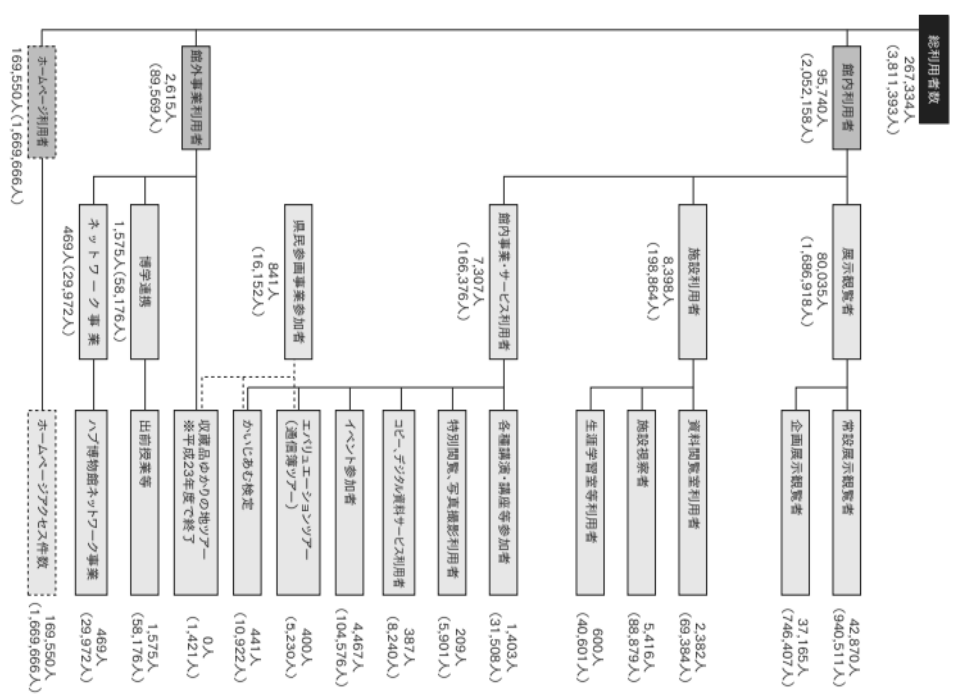 総利用者数
267,334人
(3,811,393人)
館内利用者
95,740人
(2,052,158人)
展示観覧者
80,035人
(1,686,918人)
常設展示観覧者
42,870人
(940,511人)
企画展示観覧者
37,165人
(746,407人)
施設利用者
8,398人
(198,864人)
資料閲覧室利用者
2,382人
(69,384人)
施設視察者
5,416人
(88,879人)
生涯学習室等利用者
600人
(40,601人)
館内事業・サービス利用者
7,307人
(166,376人)
各種講演・講座等参加者
1,403人
(31,508人)
特別閲覧、写真撮影利用者
209人
(5,901人)
コピー、デジタル資料サービス利用者
387人
(8,240人)
イベント参加者
4,467人
(104,576人)
エバリュエーションツアー
(通信簿ツアー)
400人
(5,230人)
かいじあむ検定
441人
(10,922人)
県民参画事業参加者
841人
(16,152人)
館外事業利用者
2,615人
(89,569人)
収蔵品ゆかりの地ツアー
※平成23年度で終了
0人
(1,421人)
博学連携
1,575人(58,176人)
出前授業等
1,575人
(58,176人)
ネットワーク事業
469人(29,972人)
ハブ博物館ネットワーク事業
469人
(29,972人)
ホームページ利用者
169,550人(1,669,666人)
ホームページアクセス件数
169,550人
(1,669,666人)